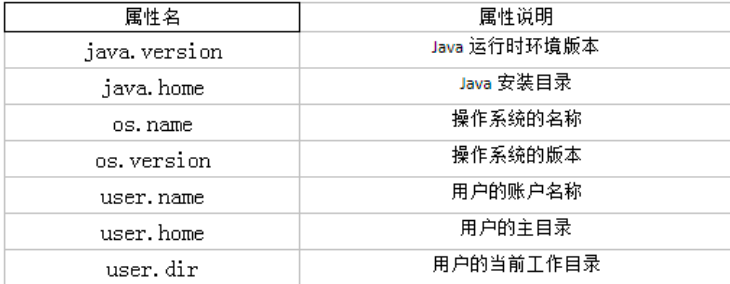 属性名 属性说明
java.version Java 运行时环境版本
java.home Java 安装目录
os.name 操作系统的名称
os.version 操作系统的版本
user.name 用户的账户名称
user.home 用户的主目录
user.dir 用户的当前工作目录